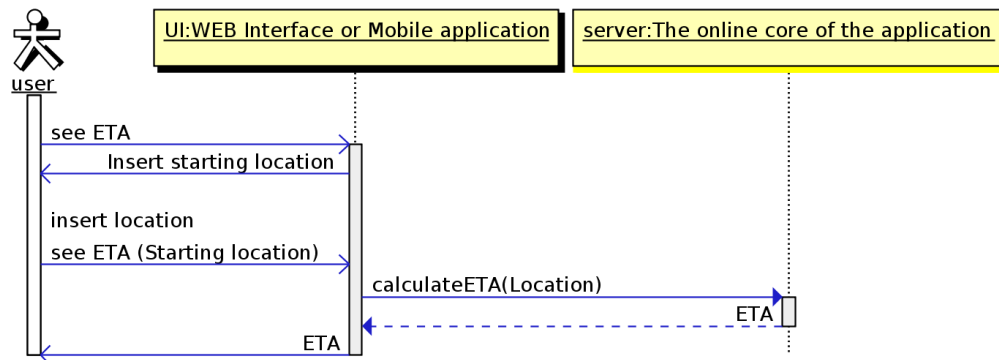 UI:WEB Interface or Mobile application
server:The online core of the application
user
see ETA
Insert starting location
insert location
see ETA (Starting location)
calculateETA(Location)
ETA
ETA